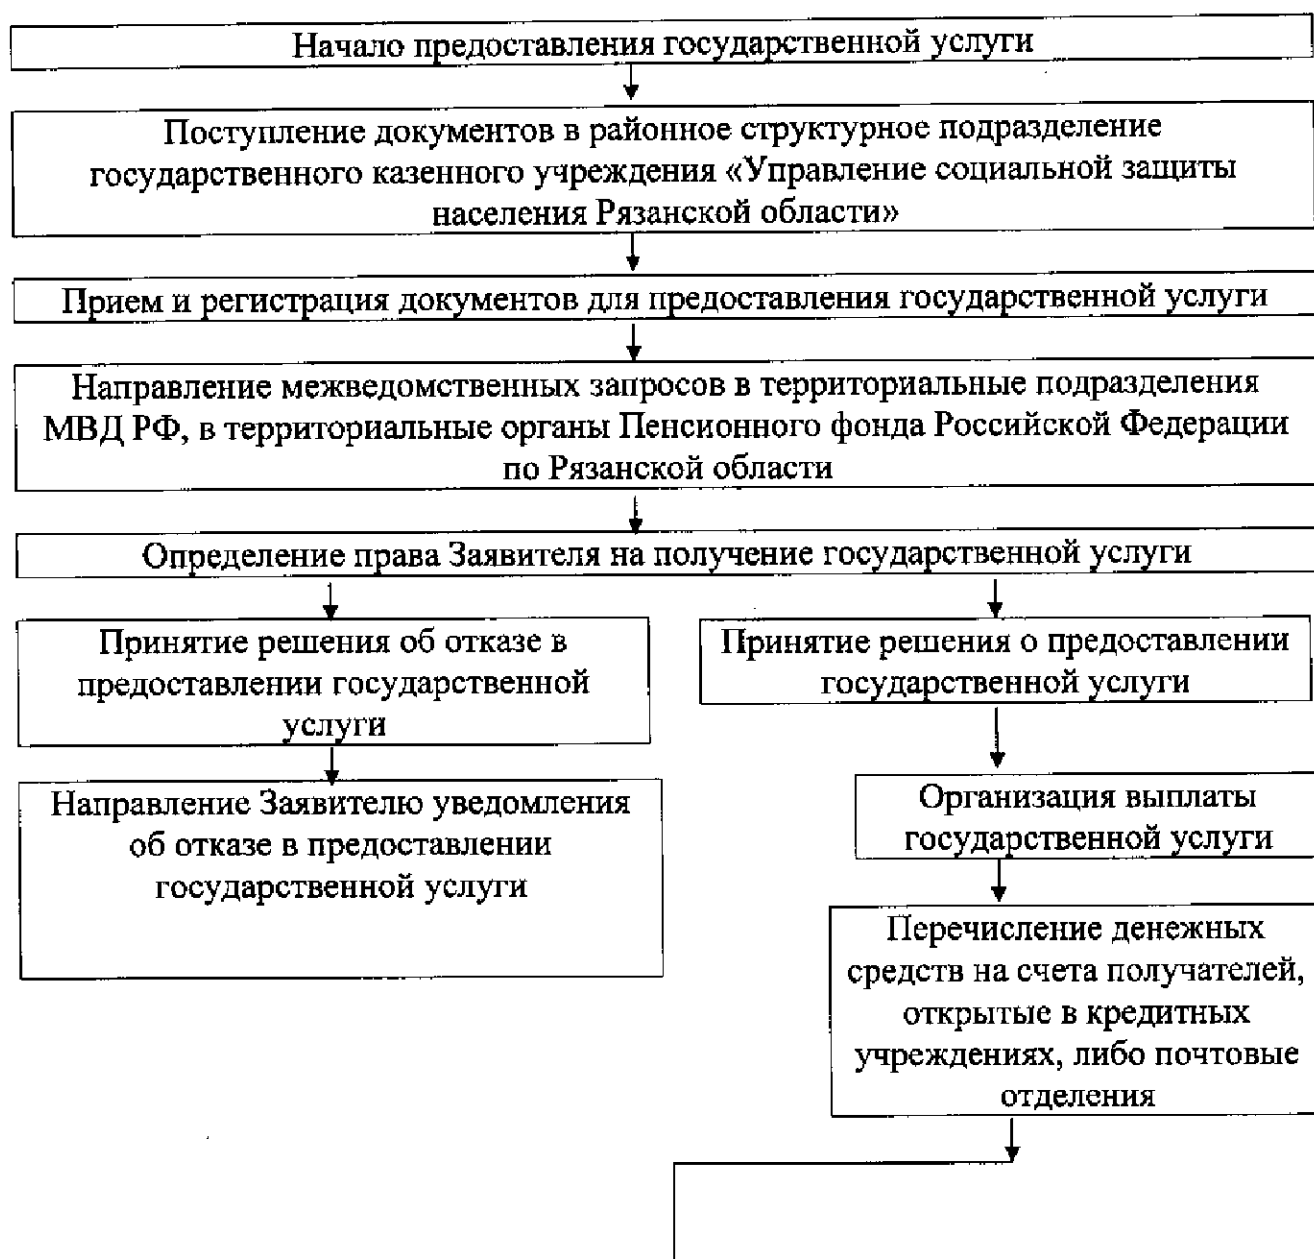 Начало предоставления государственной услуги
Поступление документов в районное структурное подразделение
государственного казенного учреждения «Управление социальной защиты
населения Рязанской области»
Прием и регистрация документов для предоставления государственной услуги
Направление межведомственных запросов в территориальные подразделения
МВД РФ, в территориальные органы Пенсионного фонда Российской Федерации
по Рязанской области
Определение права Заявителя на получение государственной услуги
Принятие решения об отказе в
предоставлении государственной
услуги
Принятие решения о предоставлении
государственной услуги
Направление Заявителю уведомления
об отказе в предоставлении
государственной услуги
Организация выплаты
государственной услуги
Перечисление денежных
средств на счета получателей,
открытые в кредитных
учреждениях, либо почтовые
отделения